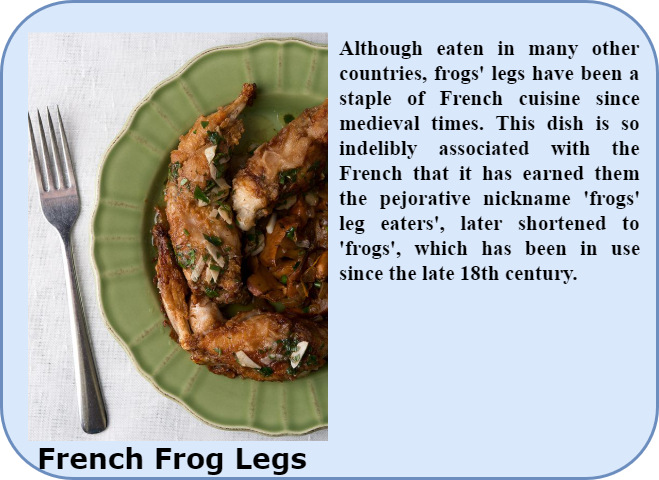 Although eaten in many other
countries, frogs' legs have been a
staple of French cuisine since
medieval times. This dish is so
indelibly associated with the
French that it has earned them
the pejorative nickname 'frogs'
leg eaters', later shortened to
'frogs', which has been in use
since the late 18th century.
French Frog Legs